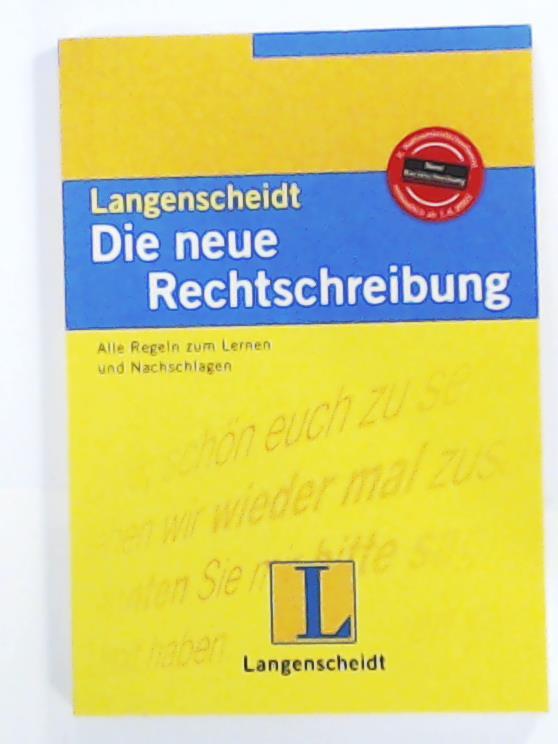 Langenscheidt
Die neue
Rechtschreibung
Alle Regeln zum Lernen
und Nachschlagen
schön euch zu se
wir wieder mal zus
Sie bitte
haben
L
Langenscheidt